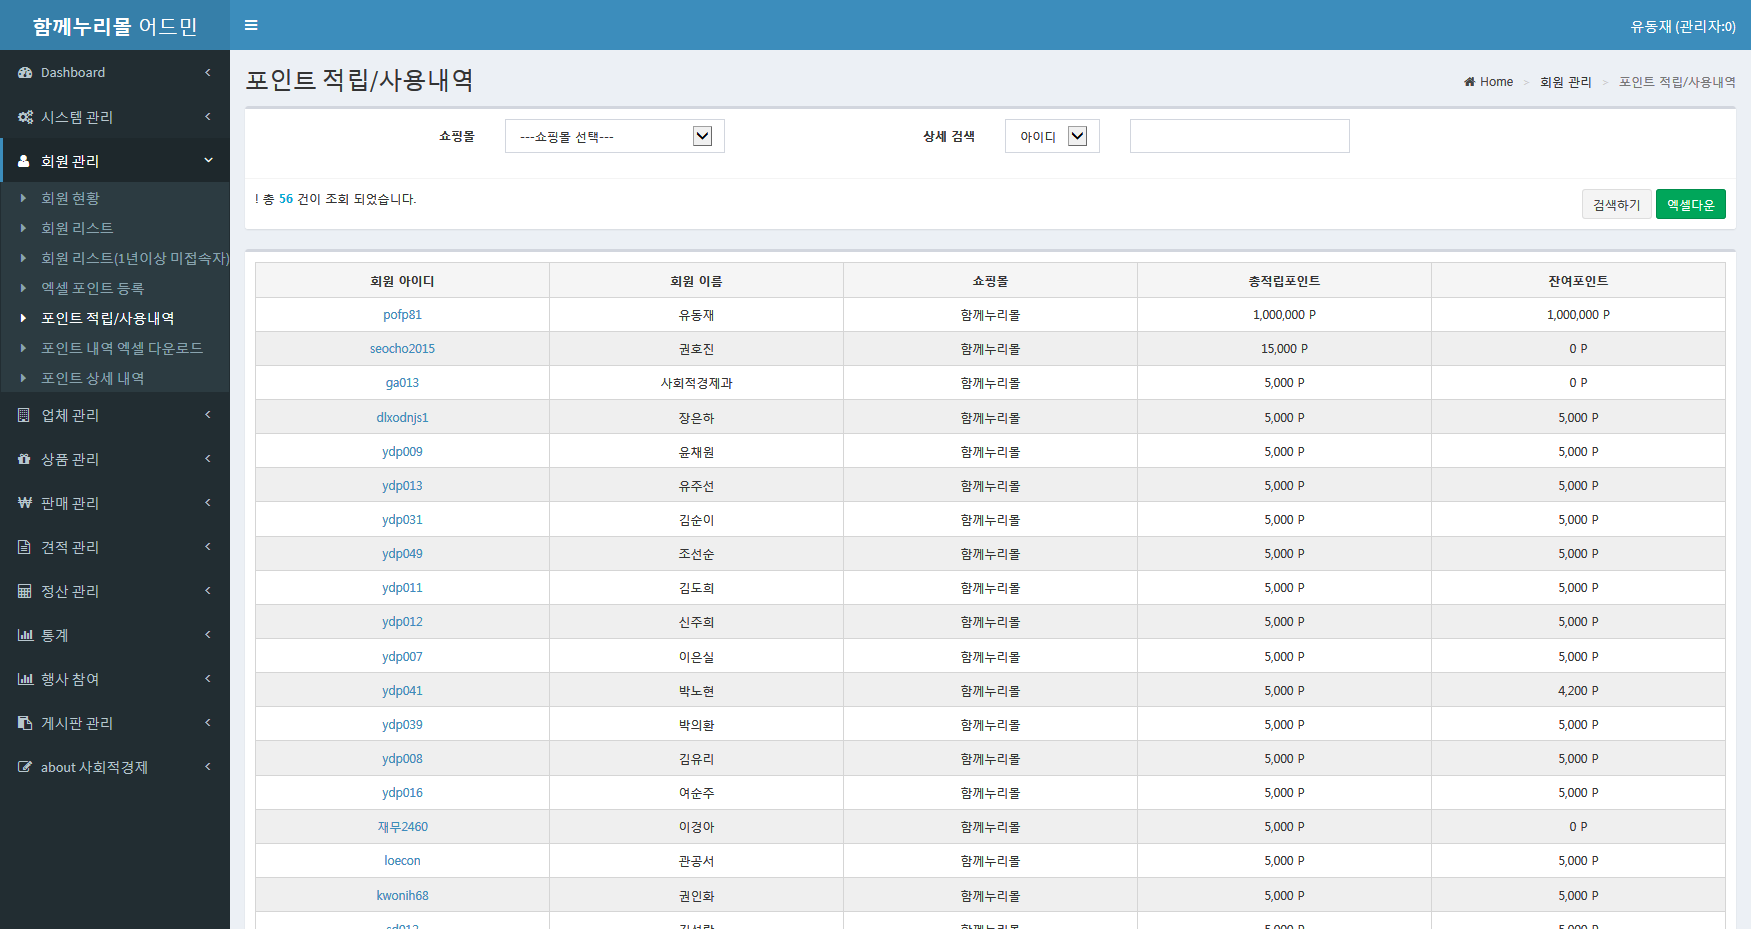 함께누리몰 어드민
유동재 (관리자:0)
Dashboard
시스템 관리
회원 관리
회원 현황
회원 리스트
회원 리스트(1년이상 미접속자)
엑셀 포인트 등록
포인트 적립/사용내역
포인트 내역 엑셀 다운로드
포인트 상세 내역
업체 관리
상품 관리
판매 관리
견적 관리
정산 관리
통계
행사 참여
게시판 관리
about 사회적경제
포인트 적립/사용내역
Home > 회원 관리 > 포인트 적립/사용내역
쇼핑몰 ---쇼핑몰 선택--- 상세 검색 아이디
! 총 56 건이 조회 되었습니다.
검색하기 엑셀다운
회원 아이디 회원 이름 쇼핑몰 총적립포인트 잔여포인트
pofp81 유동재 함께누리몰 1,000,000 P 1,000,000 P
seocho2015 권호진 함께누리몰 15,000 P 0 P
ga013 사회적경제과 함께누리몰 5,000 P 0 P
dlxodnjs1 장은하 함께누리몰 5,000 P 5,000 P
ydp009 윤채원 함께누리몰 5,000 P 5,000 P
ydp013 유주선 함께누리몰 5,000 P 5,000 P
ydp031 김순이 함께누리몰 5,000 P 5,000 P
ydp049 조선순 함께누리몰 5,000 P 5,000 P
ydp011 김도희 함께누리몰 5,000 P 5,000 P
ydp012 신주희 함께누리몰 5,000 P 5,000 P
ydp007 이은실 함께누리몰 5,000 P 5,000 P
ydp041 박노현 함께누리몰 5,000 P 4,200 P
ydp039 박의환 함께누리몰 5,000 P 5,000 P
ydp008 김유리 함께누리몰 5,000 P 5,000 P
ydp016 여순주 함께누리몰 5,000 P 5,000 P
재무2460 이경아 함께누리몰 5,000 P 0 P
loecon 관공서 함께누리몰 5,000 P 5,000 P
kwonih68 권인화 함께누리몰 5,000 P 5,000 P
함께누리몰 5,000 P 5,000 P